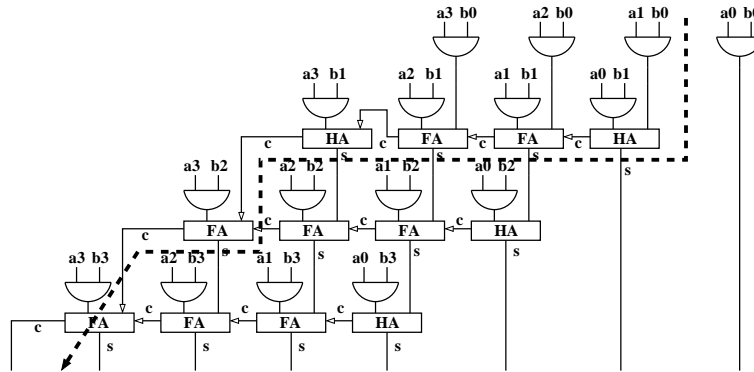 a3 b0 a2 b0 a1 b0 a0 b0
a3 b1 a2 b1 a1 b1 a0 b1
HA FA FA HA
c c c c
s s s s
a3 b2 a2 b2 a1 b2 a0 b2
FA FA FA HA
c c c c
s s s s
a3 b3 a2 b3 a1 b3 a0 b3
FA FA FA HA
c c c c
s s s s